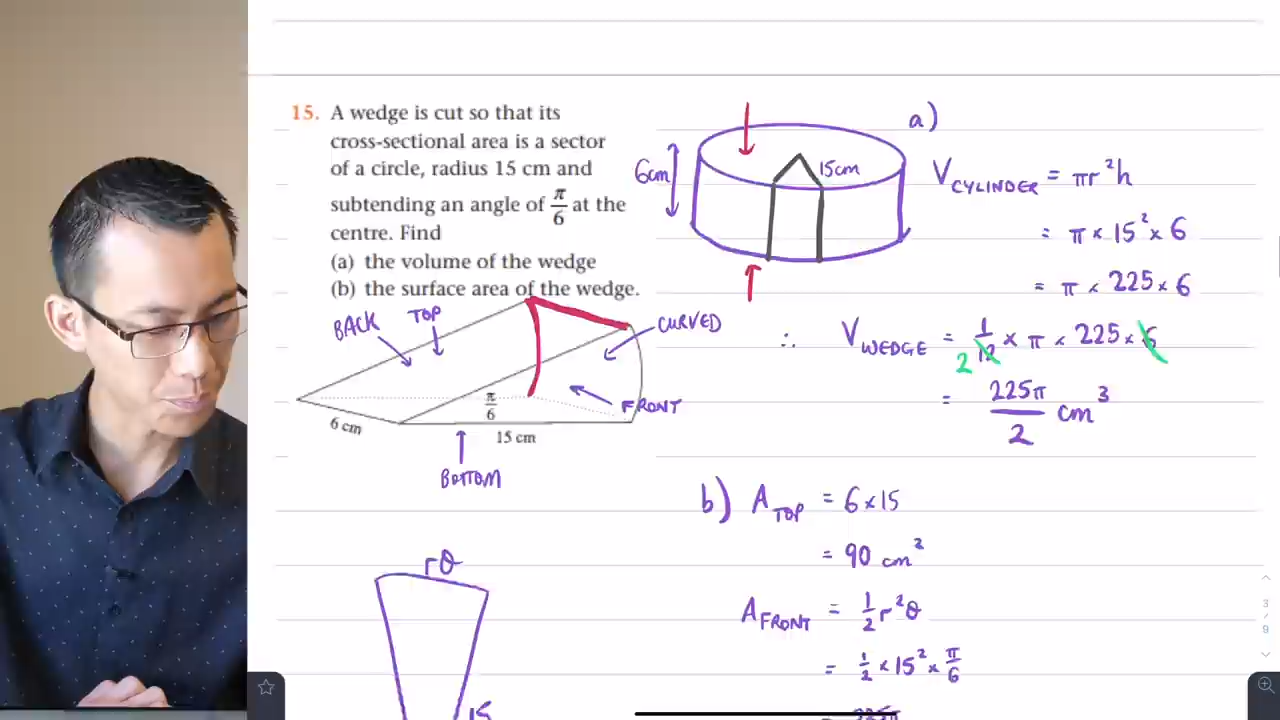 15. A wedge is cut so that its
cross-sectional area is a sector
of a circle, radius 15 cm and
subtending an angle of π/6 at the
centre. Find
(a) the volume of the wedge
(b) the surface area of the wedge.
BACK
TOP
CURVED
FRONT
π/6
6 cm
15 cm
BOTTOM
rθ
15
6cm
15cm
a)
V CYLINDER = πr²h
= π × 15² × 6
= π × 225 × 6
∴ V WEDGE = 1/12 × π × 225 × 6
2
= 225π/2 cm³
b) A TOP = 6 × 15
= 90 cm²
A FRONT = 1/2 r²θ
= 1/2 × 15² × π/6
3
/
9